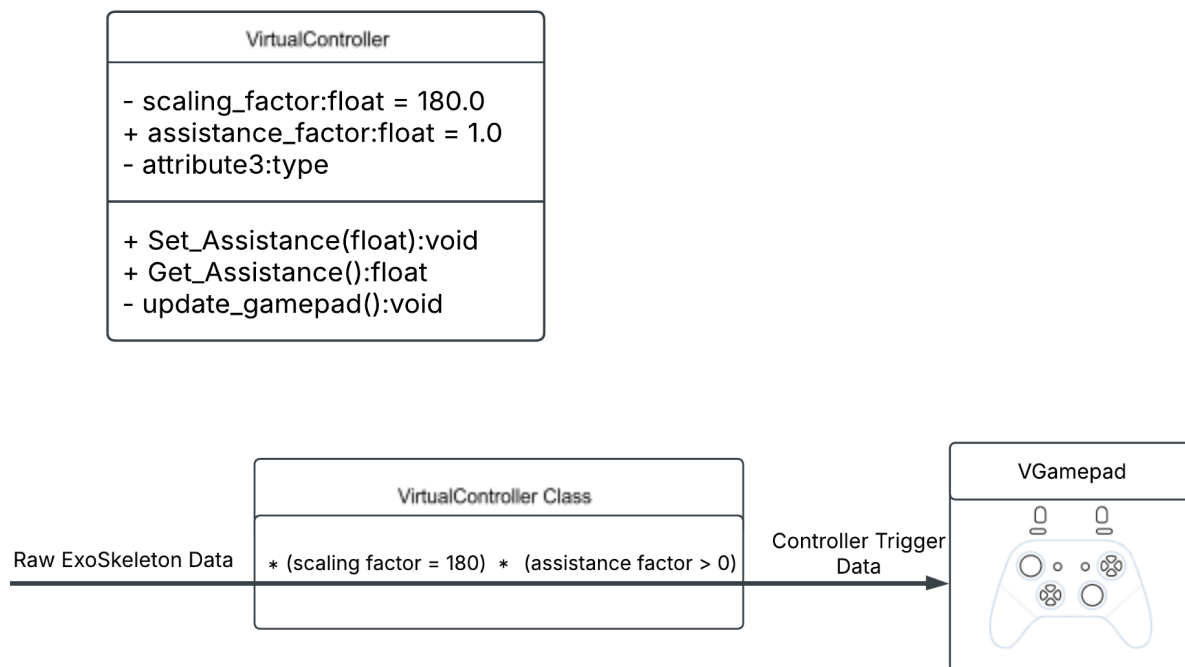 VirtualController
- scaling_factor:float = 180.0
+ assistance_factor:float = 1.0
- attribute3:type
+ Set_Assistance(float):void
+ Get_Assistance():float
- update_gamepad():void
VirtualController Class
Raw ExoSkeleton Data
* (scaling factor = 180) * (assistance factor > 0)
Controller Trigger
Data
VGamepad